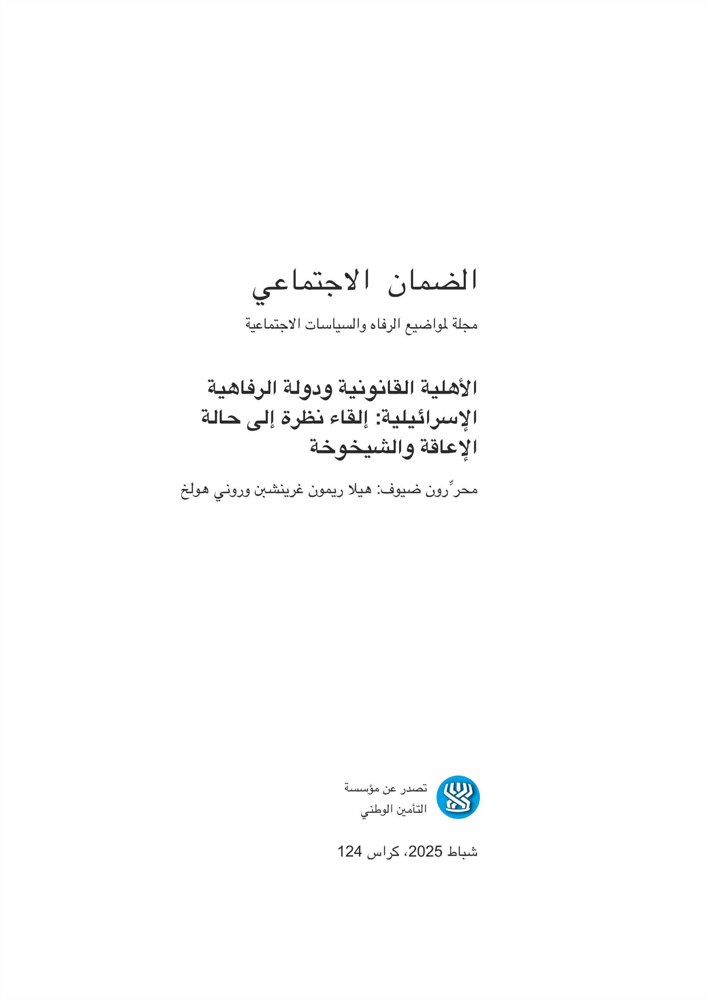 الضمان الاجتماعي
مجلة لمواضيع الرفاه والسياسات الاجتماعية
الأهلية القانونية ودولة الرفاهية
الإسرائيلية: إلقاء نظرة إلى حالة
الإعاقة والشيخوخة
محرِّرون ضيوف: هيلا ريمون غرينشبن وروني هولخ
تصدر عن مؤسسة
التأمين الوطني
شباط 2025، كراس 124